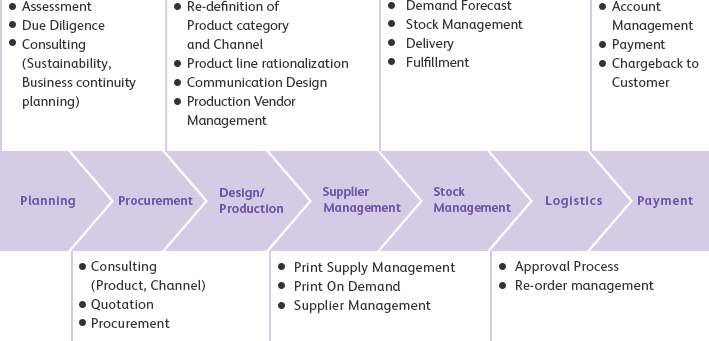 Assessment
Due Diligence
Consulting
(Sustainability,
Business continuity
planning)
Re-definition of
Product category
and Channel
Product line rationalization
Communication Design
Production Vendor
Management
Demand Forecast
Stock Management
Delivery
Fulfillment
Account
Management
Payment
Chargeback to
Customer
Planning
Procurement
Design/
Production
Supplier
Management
Stock
Management
Logistics
Payment
Consulting
(Product, Channel)
Quotation
Procurement
Print Supply Management
Print On Demand
Supplier Management
Approval Process
Re-order management